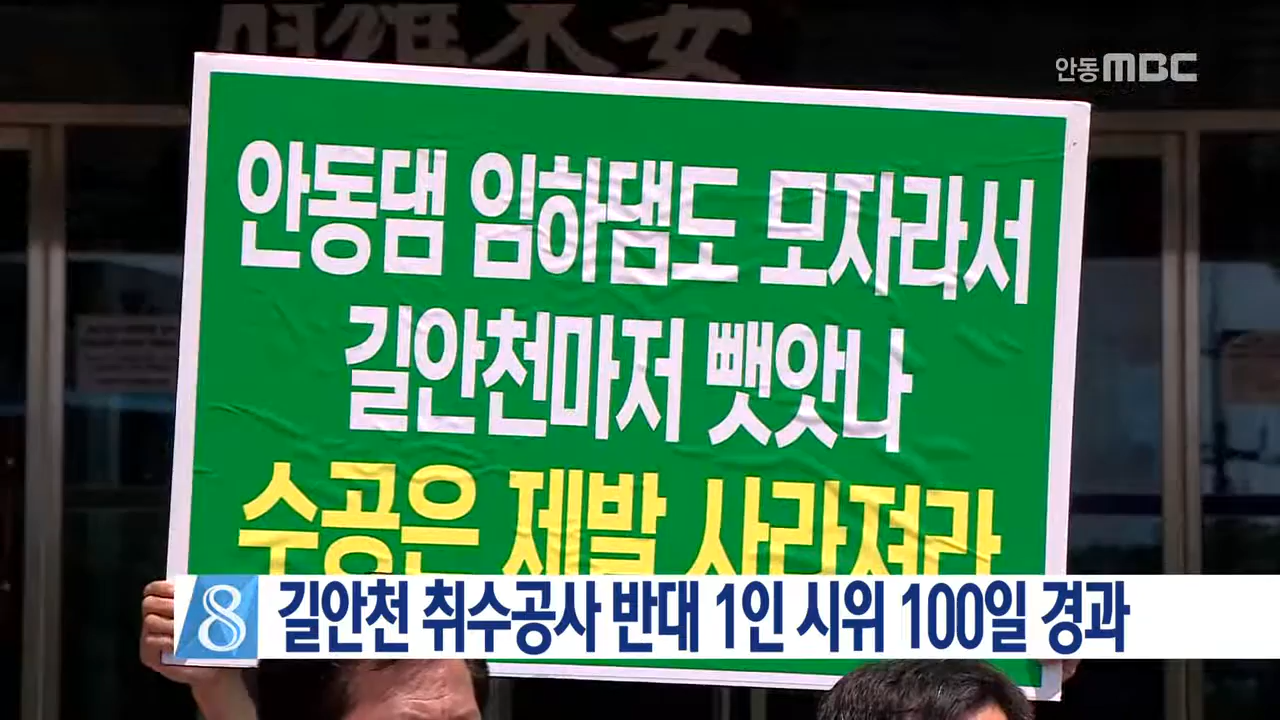 안동MBC
안동댐 임하댐도 모자라서
길안천마저 뺏앗나
수공은 제발 사라져라
8 길안천 취수공사 반대 1인 시위 100일 경과